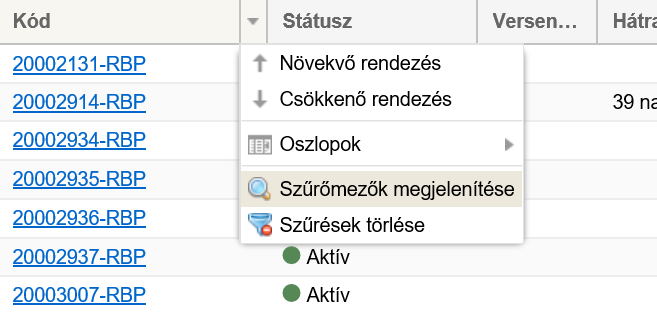 Kód Státusz Versen… Hátra
20002131-RBP
Növekvő rendezés
20002914-RBP
39 na
Csökkenő rendezés
20002934-RBP
Oszlopok
20002935-RBP
Szűrőmezők megjelenítése
20002936-RBP
Szűrések törlése
20002937-RBP Aktív
20003007-RBP Aktív